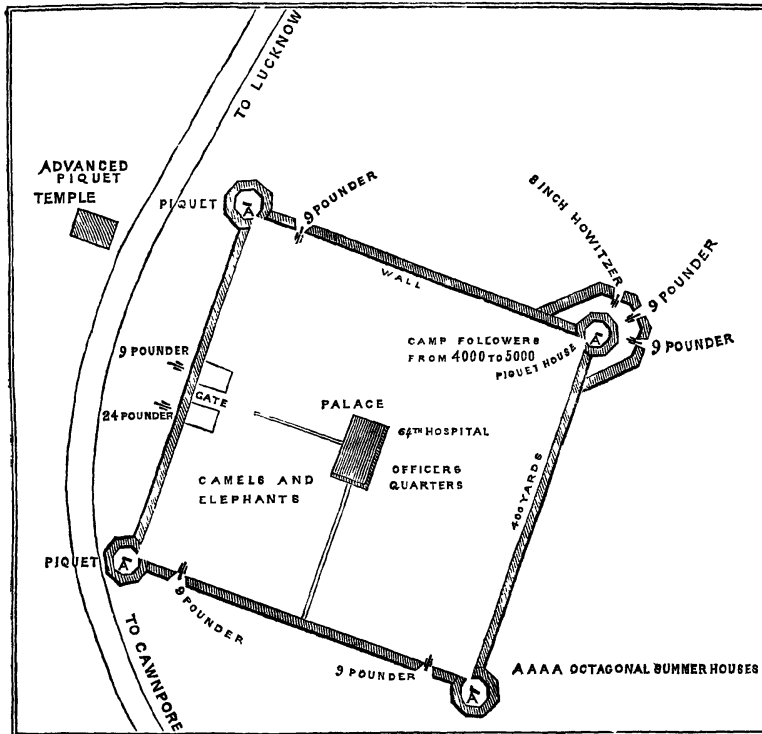 TO LUCKNOW
ADVANCED
PIQUET
TEMPLE
PIQUET
A
9 POUNDER
8 INCH HOWITZER
9 POUNDER
WALL
CAMP FOLLOWERS
FROM 4000 TO 5000
PIQUET HOUSE
A
9 POUNDER
9 POUNDER
GATE
24 POUNDER
PALACE
64TH HOSPITAL
OFFICERS
QUARTERS
CAMELS AND
ELEPHANTS
400 YARDS
PIQUET
A
9 POUNDER
TO CAWNPORE
9 POUNDER
A
A A A A OCTAGONAL SUMMER HOUSES